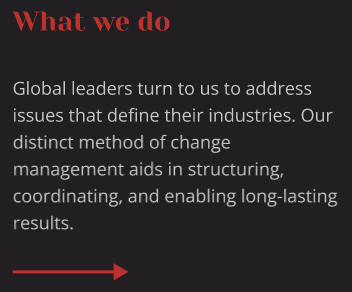 What we do
Global leaders turn to us to address
issues that define their industries. Our
distinct method of change
management aids in structuring,
coordinating, and enabling long-lasting
results.